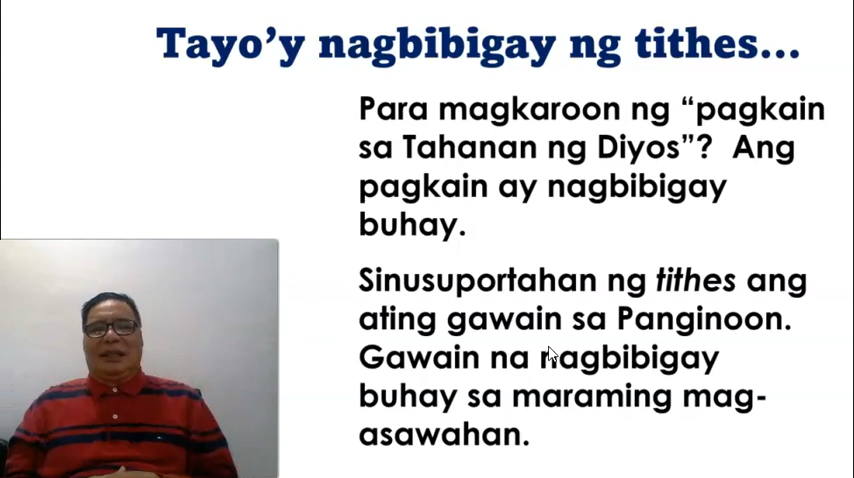 Tayo’y nagbibigay ng tithes...
Para magkaroon ng “pagkain
sa Tahanan ng Diyos”? Ang
pagkain ay nagbibigay
buhay.
Sinusuportahan ng tithes ang
ating gawain sa Panginoon.
Gawain na nagbibigay
buhay sa maraming mag-
asawahan.